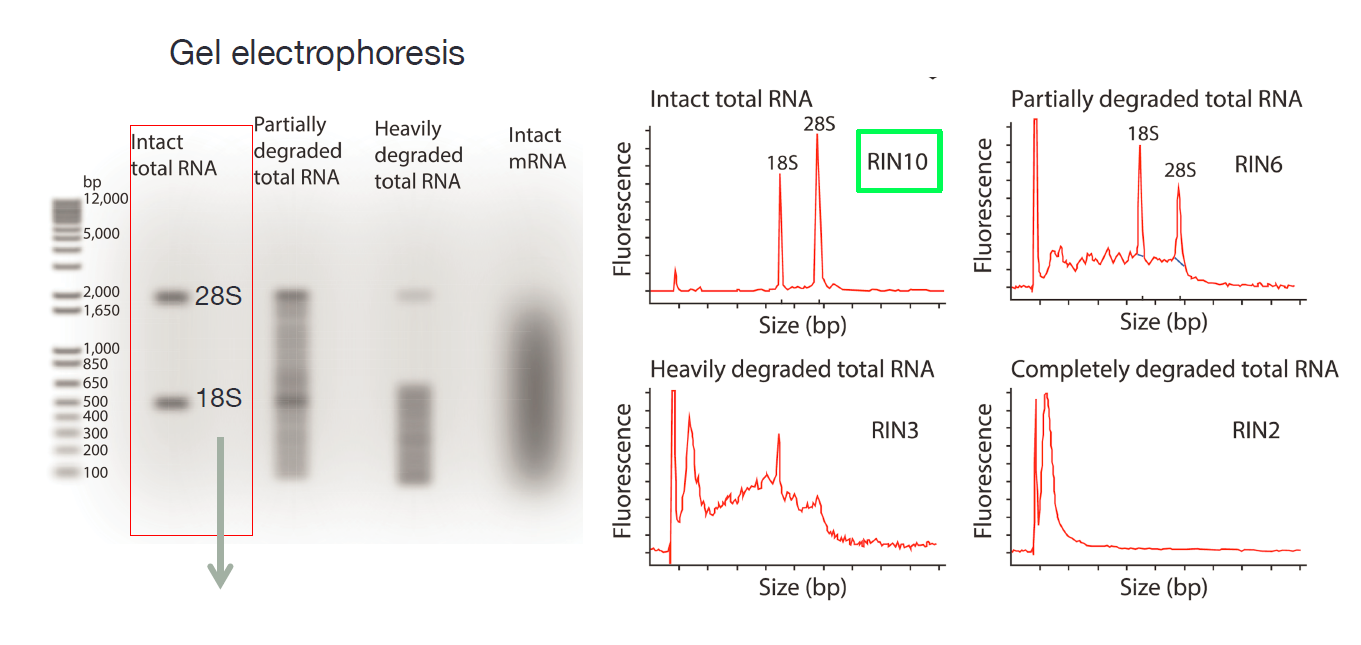 Gel electrophoresis
Intact
total RNA
Partially
degraded
total RNA
Heavily
degraded
total RNA
Intact
mRNA
bp
12,000
5,000
2,000
1,650
1,000
850
650
500
400
300
200
100
28S
18S
Intact total RNA
28S
18S
RIN10
Fluorescence
Size (bp)
Partially degraded total RNA
18S
28S
RIN6
Fluorescence
Size (bp)
Heavily degraded total RNA
RIN3
Fluorescence
Size (bp)
Completely degraded total RNA
RIN2
Fluorescence
Size (bp)